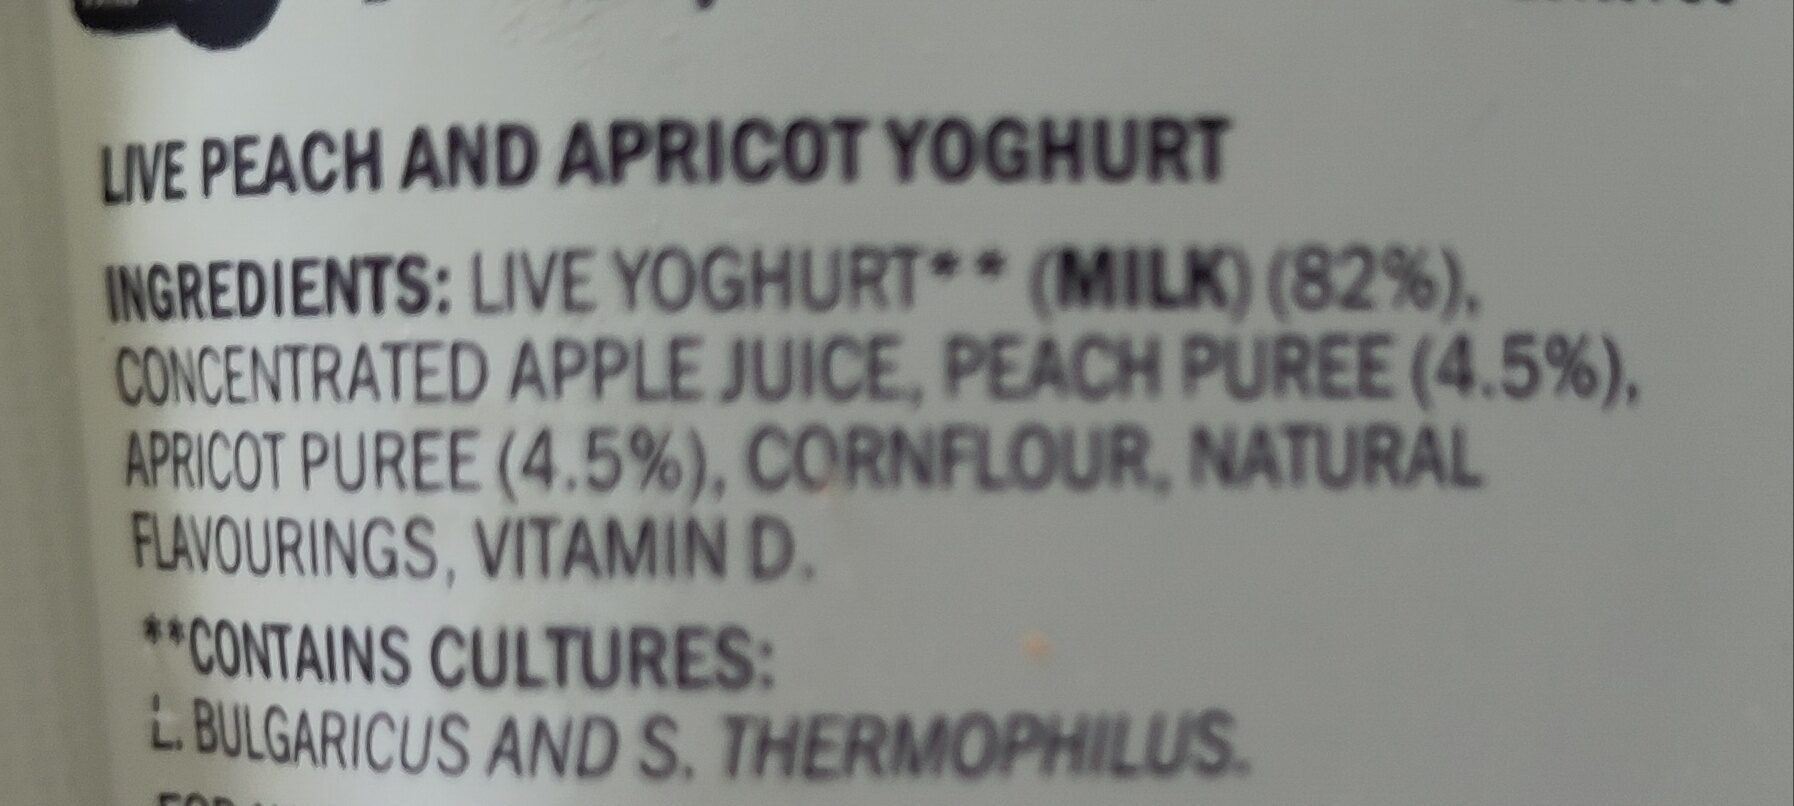 LIVE PEACH AND APRICOT YOGHURT
INGREDIENTS: LIVE YOGHURT** (MILK) (82%),
CONCENTRATED APPLE JUICE, PEACH PUREE (4.5%),
APRICOT PUREE (4.5%), CORNFLOUR, NATURAL
FLAVOURINGS, VITAMIN D.
**CONTAINS CULTURES:
L. BULGARICUS AND S. THERMOPHILUS.